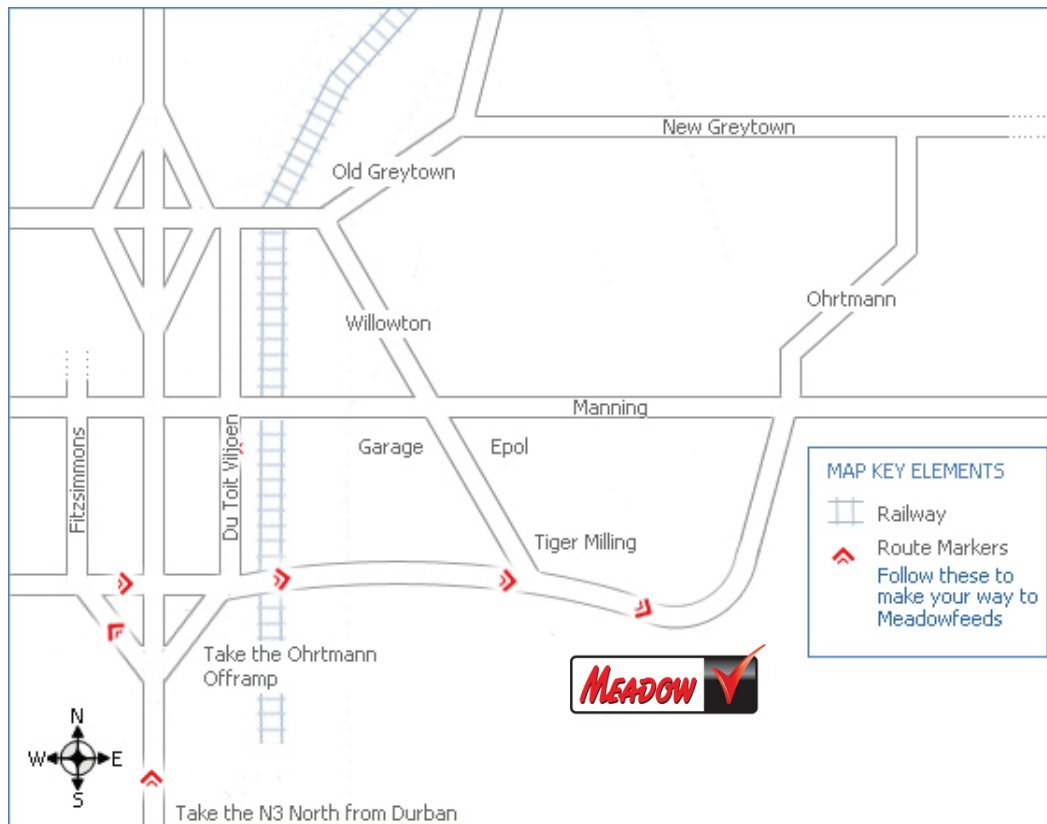 New Greytown
Old Greytown
Ohrtmann
Willowton
Manning
Fitzsimmons
Du Toit Viljoen
Garage
Epol
MAP KEY ELEMENTS
Railway
Route Markers
Follow these to
make your way to
Meadowfeeds
Tiger Milling
Take the Ohrtmann
Offramp
MEADOW
N
W
E
S
Take the N3 North from Durban